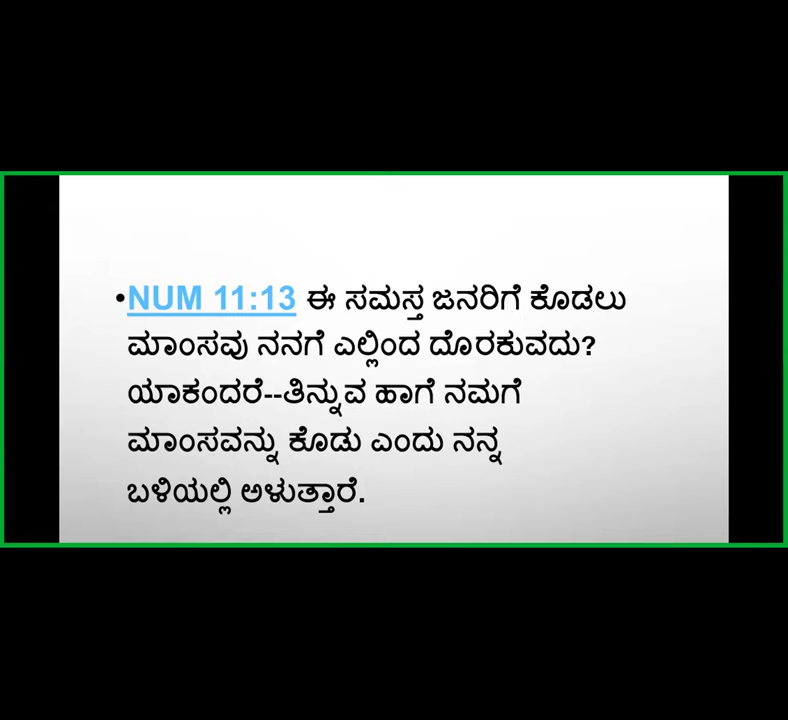 •NUM 11:13 ಈ ಸಮಸ್ತ ಜನರಿಗೆ ಕೊಡಲು
ಮಾಂಸವು ನನಗೆ ಎಲ್ಲಿಂದ ದೊರಕುವದು?
ಯಾಕಂದರೆ--ತಿನ್ನುವ ಹಾಗೆ ನಮಗೆ
ಮಾಂಸವನ್ನು ಕೊಡು ಎಂದು ನನ್ನ
ಬಳಿಯಲ್ಲಿ ಅಳುತ್ತಾರೆ.